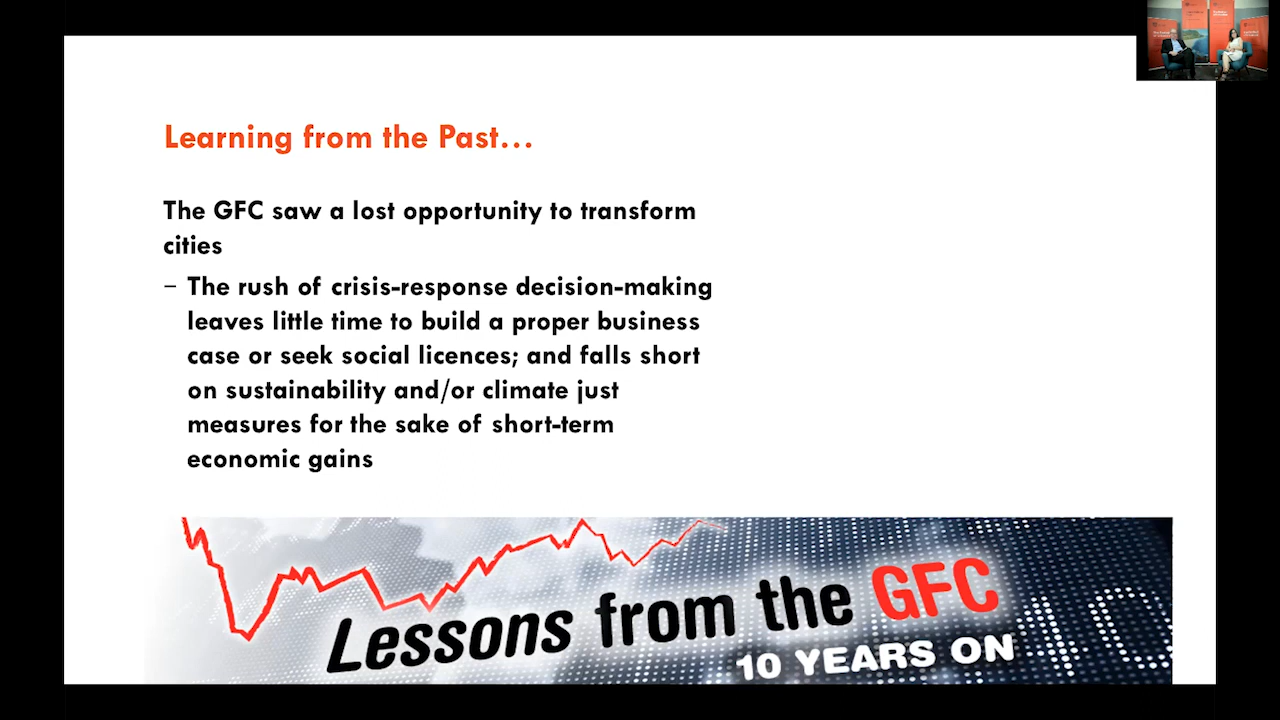 Learning from the Past...
The GFC saw a lost opportunity to transform
cities
– The rush of crisis-response decision-making
leaves little time to build a proper business
case or seek social licences; and falls short
on sustainability and/or climate just
measures for the sake of short-term
economic gains
Lessons from the GFC
10 YEARS ON